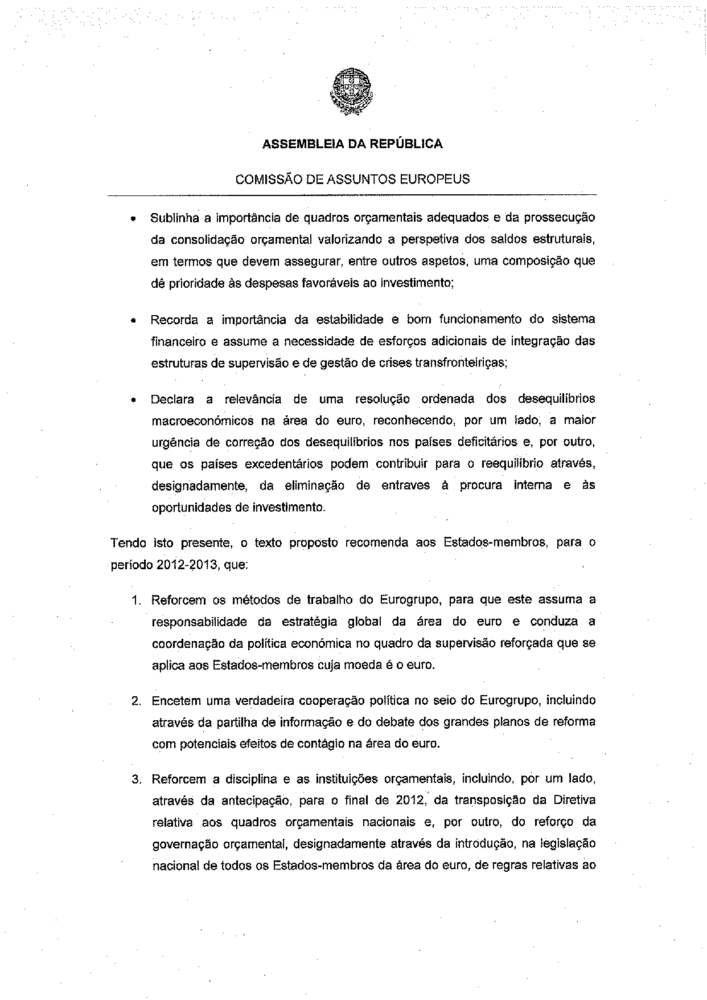 ASSEMBLEIA DA REPÚBLICA
COMISSÃO DE ASSUNTOS EUROPEUS
• Sublinha a importância de quadros orçamentais adequados e da prossecução
da consolidação orçamental valorizando a perspetiva dos saldos estruturais,
em termos que devem assegurar, entre outros aspetos, uma composição que
dê prioridade às despesas favoráveis ao investimento;
• Recorda a importância da estabilidade e bom funcionamento do sistema
financeiro e assume a necessidade de esforços adicionais de integração das
estruturas de supervisão e de gestão de crises transfronteiriças;
• Declara a relevância de uma resolução ordenada dos desequilíbrios
macroeconómicos na área do euro, reconhecendo, por um lado, a maior
urgência de correção dos desequilíbrios nos países deficitários e, por outro,
que os países excedentários podem contribuir para o reequilíbrio através,
designadamente, da eliminação de entraves à procura interna e às
oportunidades de investimento.
Tendo isto presente, o texto proposto recomenda aos Estados-membros, para o
período 2012-2013, que:
1. Reforcem os métodos de trabalho do Eurogrupo, para que este assuma a
responsabilidade da estratégia global da área do euro e conduza a
coordenação da política económica no quadro da supervisão reforçada que se
aplica aos Estados-membros cuja moeda é o euro.
2. Encetem uma verdadeira cooperação política no seio do Eurogrupo, incluindo
através da partilha de informação e do debate dos grandes planos de reforma
com potenciais efeitos de contágio na área do euro.
3. Reforcem a disciplina e as instituições orçamentais, incluindo, por um lado,
através da antecipação, para o final de 2012, da transposição da Diretiva
relativa aos quadros orçamentais nacionais e, por outro, do reforço da
governação orçamental, designadamente através da introdução, na legislação
nacional de todos os Estados-membros da área do euro, de regras relativas ao